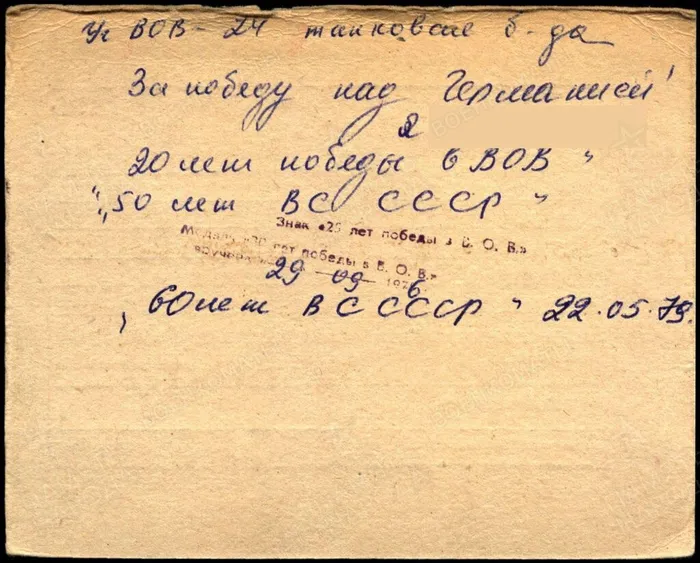 Уч ВОВ - 24 танковая б-да
За победу над Германией"
20 лет победы в ВОВ "
"50 лет ВС СССР "
Знак «25 лет победы в В. О. В.»
Медаль «30 лет победы в В. О. В.»
вручена 29 09 1976
"60 лет ВС СССР " 22.05.79.